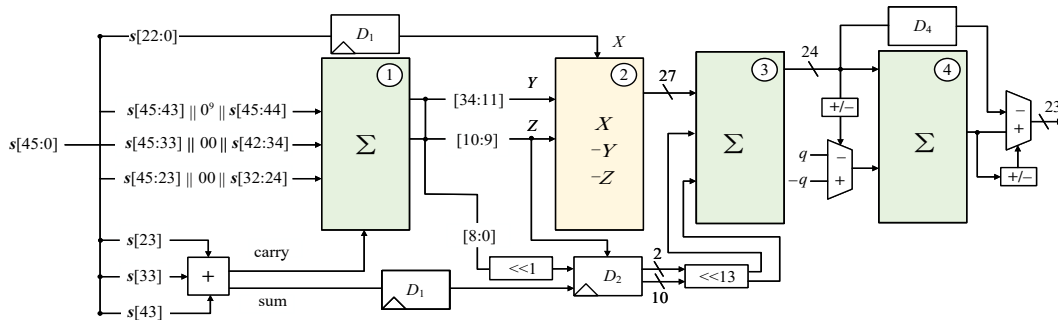 s[45:0]
s[22:0]
D₁
X
s[45:43] || 0⁹ || s[45:44]
s[45:33] || 00 || s[42:34]
s[45:23] || 00 || s[32:24]
1
Σ
[34:11]
[10:9]
[8:0]
Y
Z
2
X
−Y
−Z
27
3
Σ
24
D₄
+/−
q
−q
−
+
4
Σ
−
+
+/−
23
s[23]
s[33]
s[43]
+
carry
sum
D₁
<<1
D₂
2
10
<<13